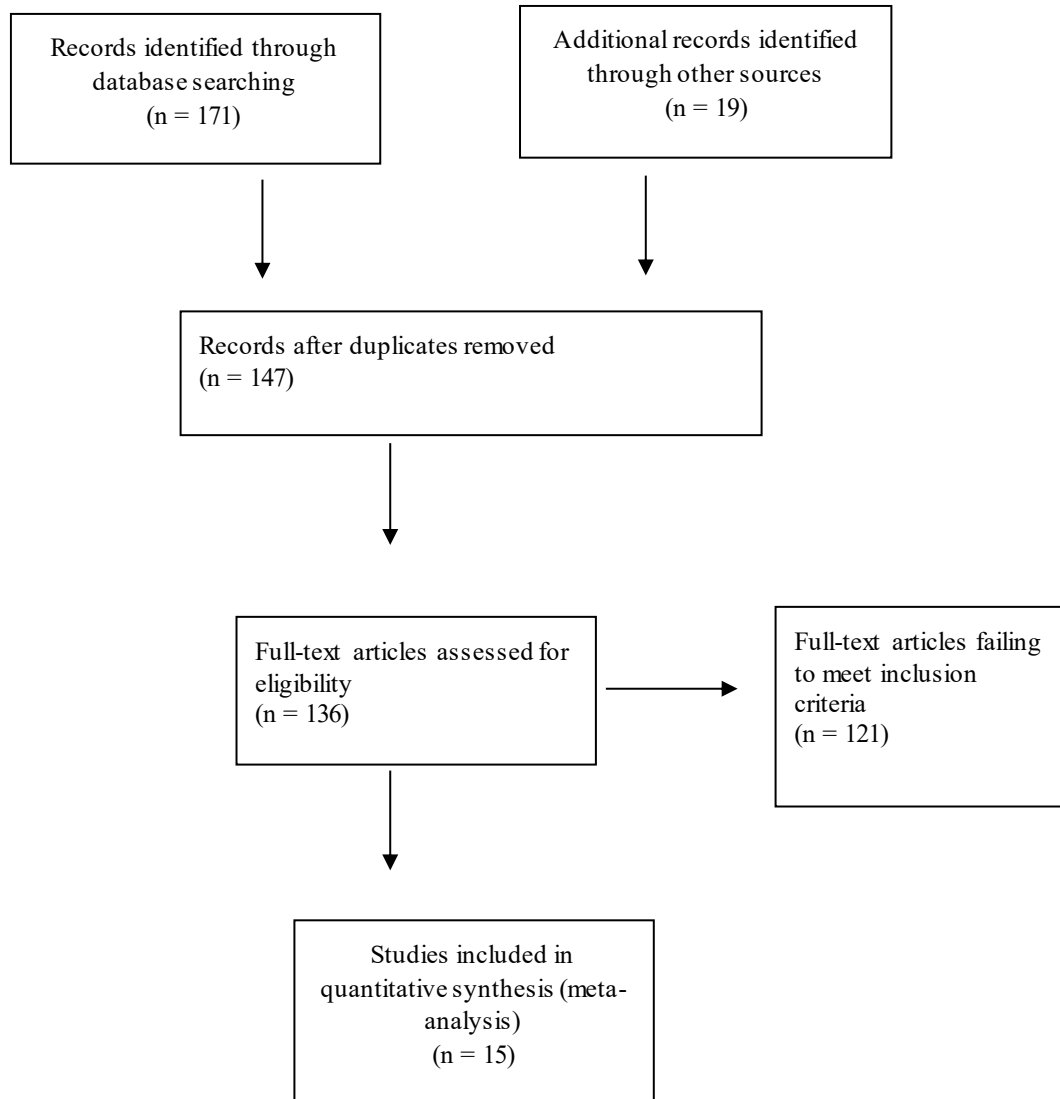 Records identified through
database searching
(n = 171)
Additional records identified
through other sources
(n = 19)
Records after duplicates removed
(n = 147)
Full-text articles assessed for
eligibility
(n = 136)
Full-text articles failing
to meet inclusion
criteria
(n = 121)
Studies included in
quantitative synthesis (meta-
analysis)
(n = 15)